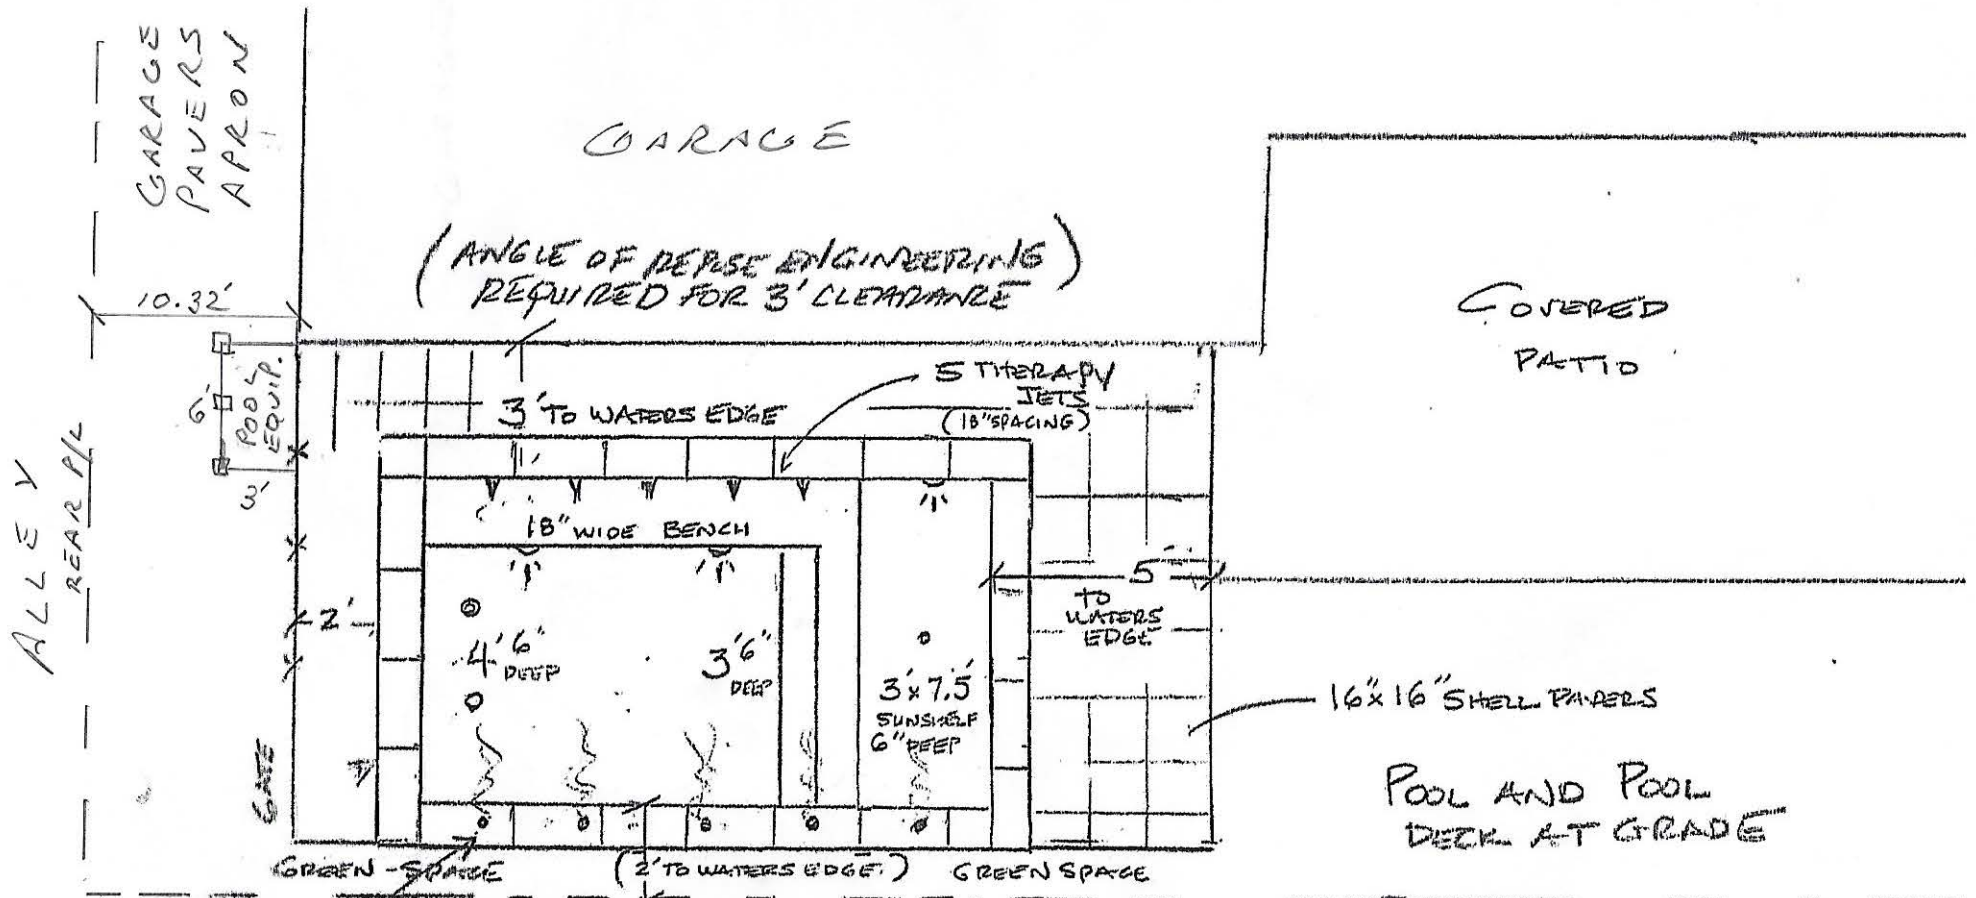 GARAGE
PAVERS
APRON
GARAGE
(ANGLE OF REPOSE ENGINEERING)
REQUIRED FOR 3' CLEARANCE
10.32'
6'
POOL
EQUIP.
3'
ALLEY
REAR P/L
COVERED
PATIO
5 THERAPY
JETS
(18" SPACING)
3' TO WATERS EDGE
18" WIDE BENCH
2'
4'6"
DEEP
3'6"
DEEP
3' x 7.5'
SUNSHELF
6" DEEP
5'
TO
WATERS
EDGE
16" x 16" SHELL PAVERS
POOL AND POOL
DECK AT GRADE
GATE
GREEN-SPACE
(2' TO WATERS EDGE.)
GREEN SPACE